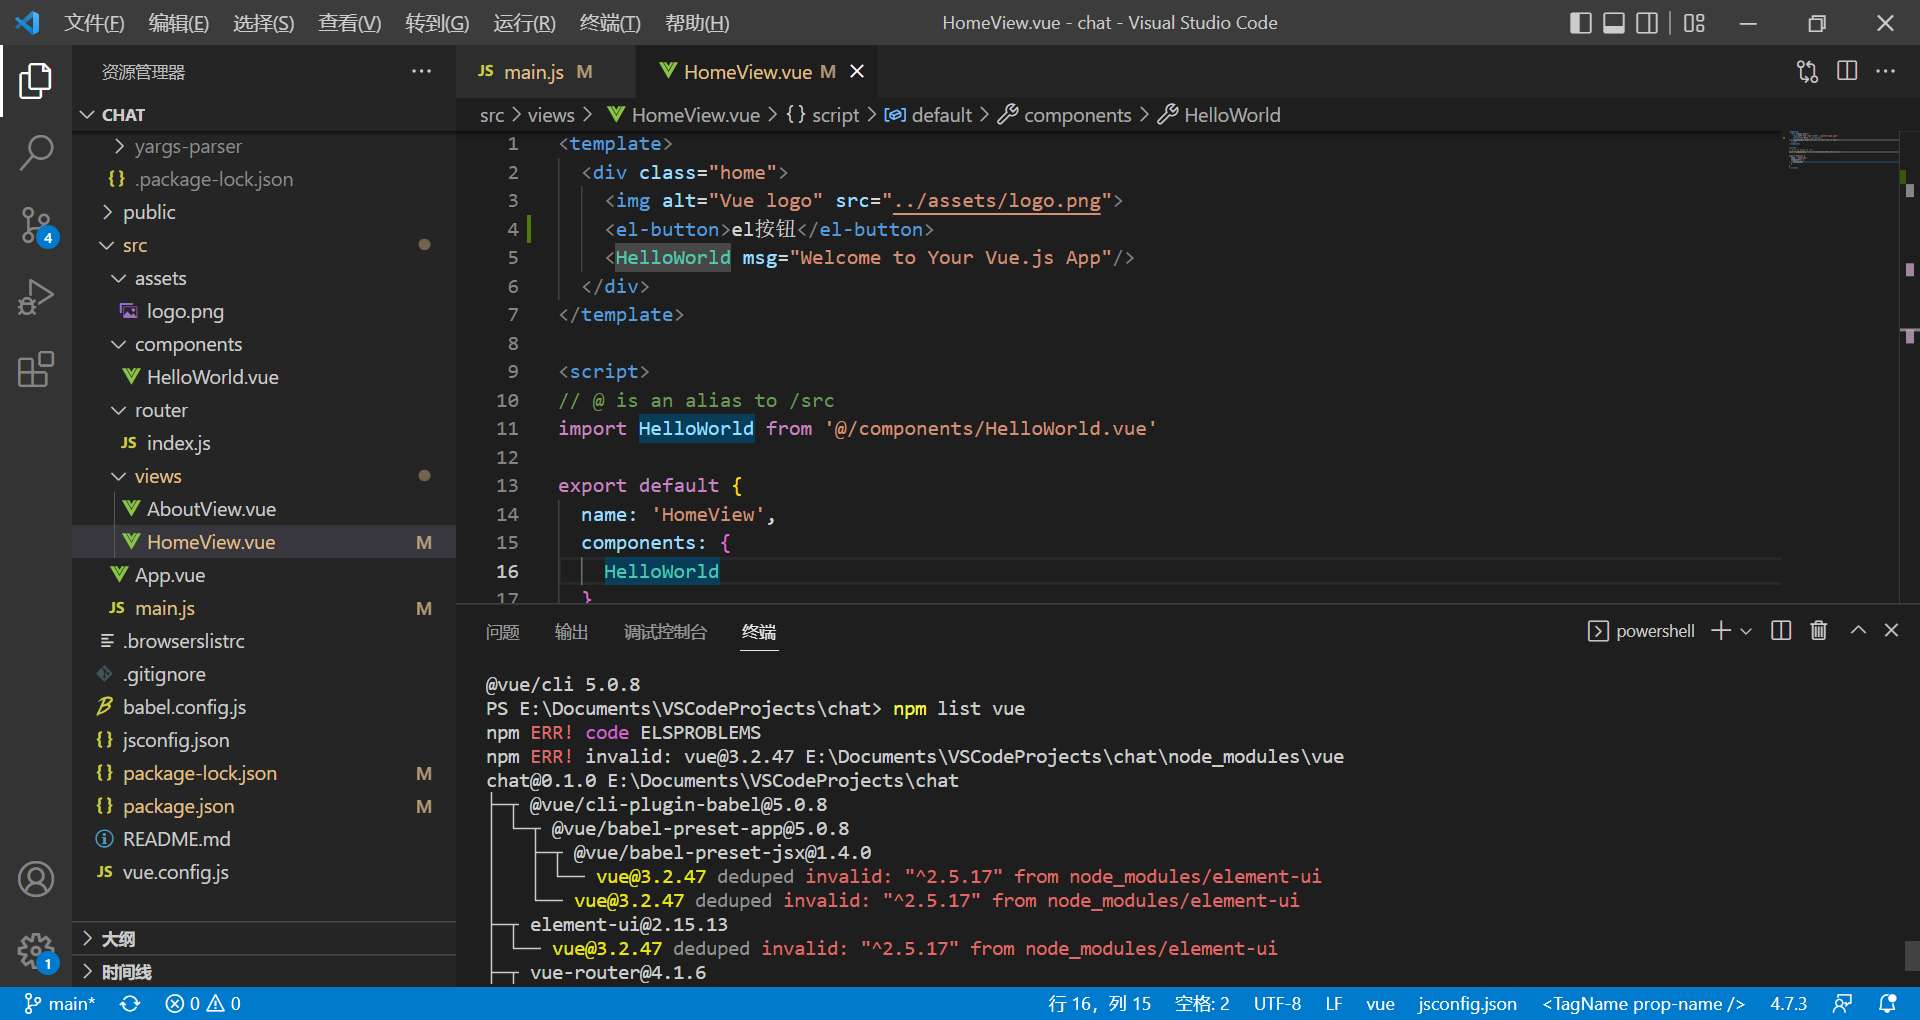 文件(F) 编辑(E) 选择(S) 查看(V) 转到(G) 运行(R) 终端(T) 帮助(H) HomeView.vue - chat - Visual Studio Code
资源管理器
CHAT
yargs-parser
{} .package-lock.json
public
src
assets
logo.png
components
HelloWorld.vue
router
JS index.js
views
AboutView.vue
HomeView.vue M
App.vue
JS main.js M
.browserslistrc
.gitignore
babel.config.js
{} jsconfig.json
{} package-lock.json M
{} package.json M
README.md
JS vue.config.js
大纲
时间线
4
1
JS main.js M HomeView.vue M
src > views > HomeView.vue > {} script > default > components > HelloWorld
1 <template>
2 <div class="home">
3 <img alt="Vue logo" src="../assets/logo.png">
4 <el-button>el按钮</el-button>
5 <HelloWorld msg="Welcome to Your Vue.js App"/>
6 </div>
7 </template>
8
9 <script>
10 // @ is an alias to /src
11 import HelloWorld from '@/components/HelloWorld.vue'
12
13 export default {
14 name: 'HomeView',
15 components: {
16 HelloWorld
17 }
问题 输出 调试控制台 终端 powershell
@vue/cli 5.0.8
PS E:\Documents\VSCodeProjects\chat> npm list vue
npm ERR! code ELSPROBLEMS
npm ERR! invalid: vue@3.2.47 E:\Documents\VSCodeProjects\chat\node_modules\vue
chat@0.1.0 E:\Documents\VSCodeProjects\chat
├─┬ @vue/cli-plugin-babel@5.0.8
│ └─┬ @vue/babel-preset-app@5.0.8
│   ├─┬ @vue/babel-preset-jsx@1.4.0
│   │ └── vue@3.2.47 deduped invalid: "^2.5.17" from node_modules/element-ui
│   └── vue@3.2.47 deduped invalid: "^2.5.17" from node_modules/element-ui
├─┬ element-ui@2.15.13
│ └── vue@3.2.47 deduped invalid: "^2.5.17" from node_modules/element-ui
├─┬ vue-router@4.1.6
main* 0 0 行 16, 列 15 空格: 2 UTF-8 LF vue jsconfig.json <TagName prop-name /> 4.7.3